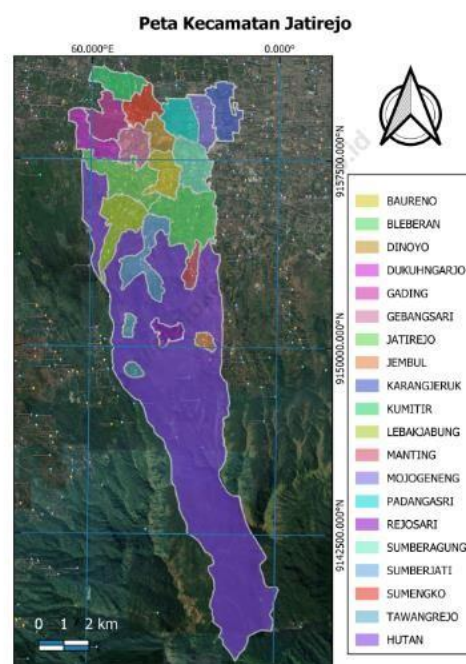 Peta Kecamatan Jatirejo
60.000°E
0.000°
9157500.000°N
9150000.000°N
9142500.000°N
0 1 2 km
BAURENO
BLEBERAN
DINOYO
DUKUHNGARJO
GADING
GEBANGSARI
JATIREJO
JEMBUL
KARANGJERUK
KUMITIR
LEBAKJABUNG
MANTING
MOJOGENENG
PADANGASRI
REJOSARI
SUMBERAGUNG
SUMBERJATI
SUMENGKO
TAWANGREJO
HUTAN